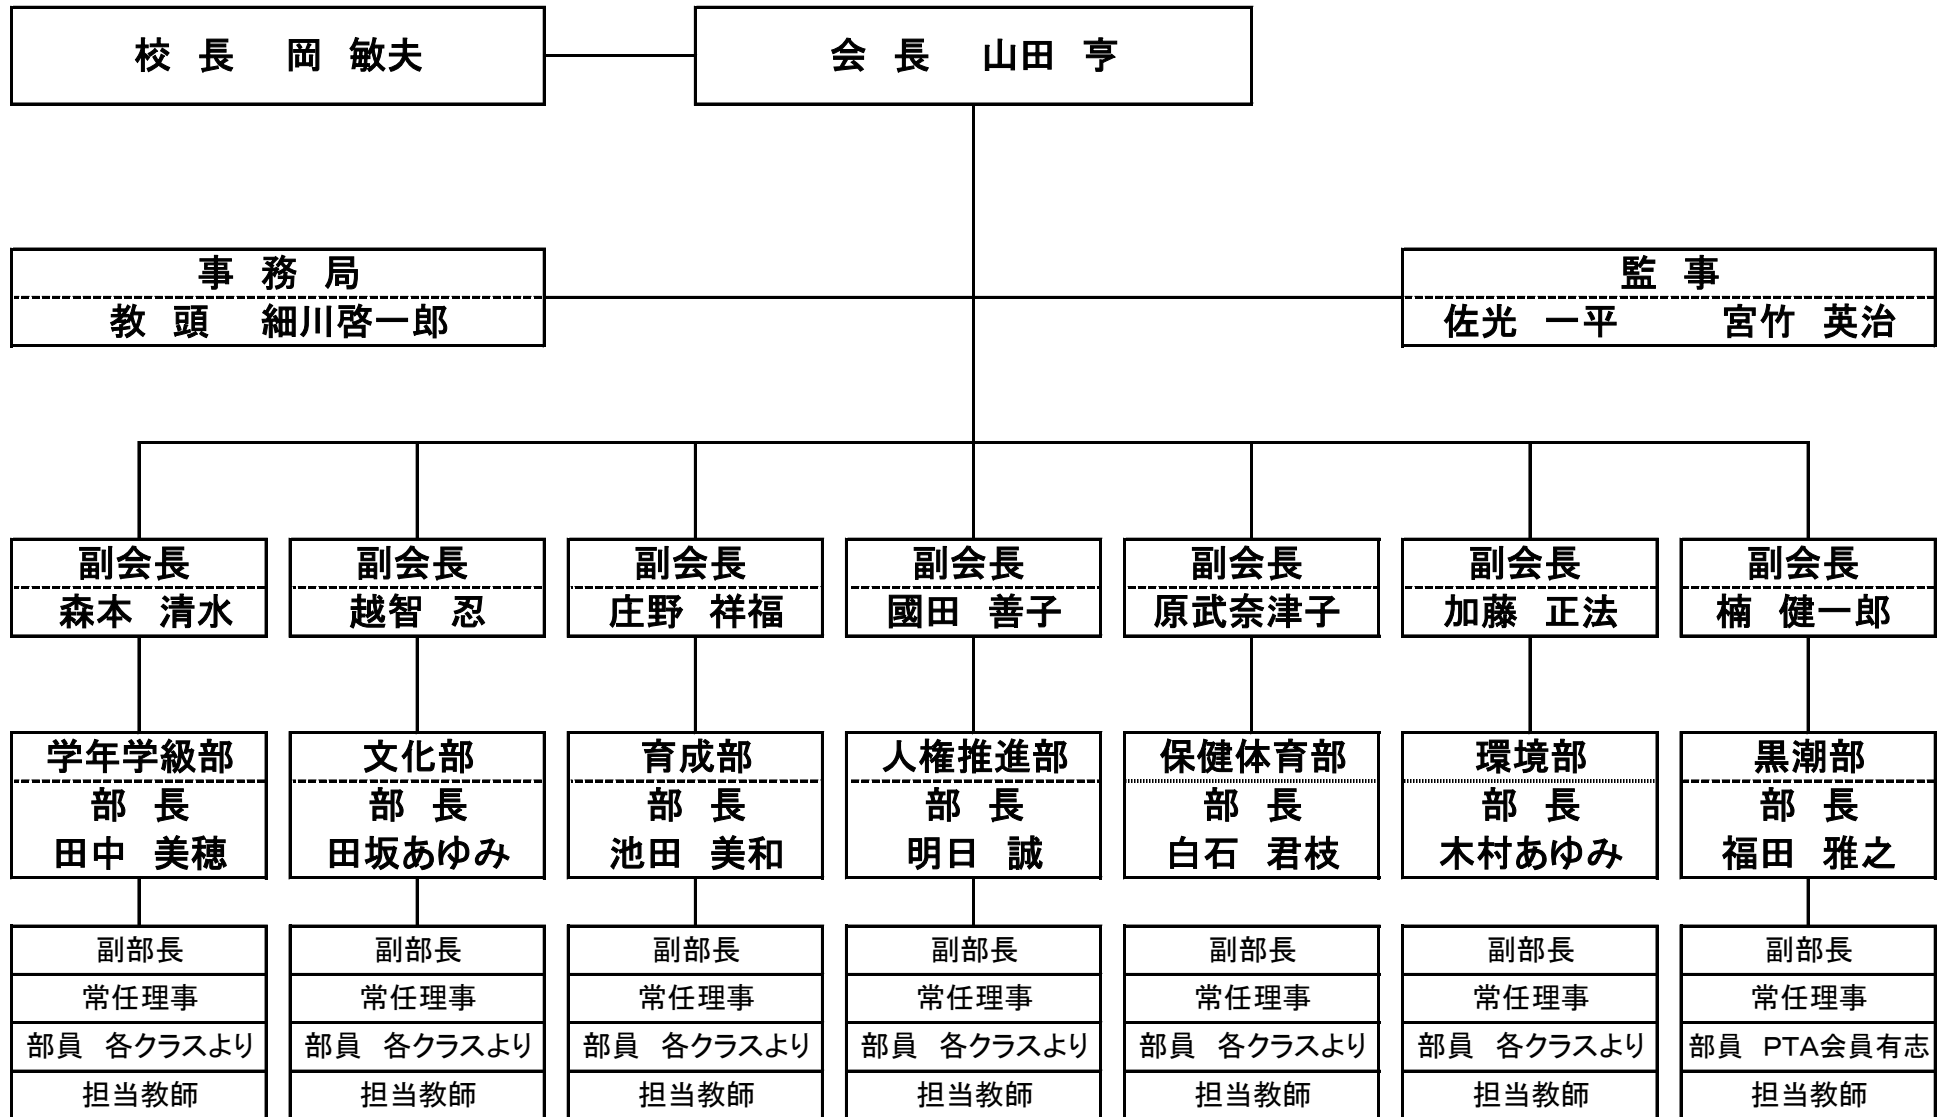 校 長 岡 敏夫
会 長 山田 亨
事 務 局
教 頭 細川啓一郎
監 事
佐光 一平 宮竹 英治
副会長
森本 清水
副会長
越智 忍
副会長
庄野 祥福
副会長
國田 善子
副会長
原武奈津子
副会長
加藤 正法
副会長
楠 健一郎
学年学級部
部 長
田中 美穂
文化部
部 長
田坂あゆみ
育成部
部 長
池田 美和
人権推進部
部 長
明日 誠
保健体育部
部 長
白石 君枝
環境部
部 長
木村あゆみ
黒潮部
部 長
福田 雅之
副部長
常任理事
部員 各クラスより
担当教師
副部長
常任理事
部員 各クラスより
担当教師
副部長
常任理事
部員 各クラスより
担当教師
副部長
常任理事
部員 各クラスより
担当教師
副部長
常任理事
部員 各クラスより
担当教師
副部長
常任理事
部員 各クラスより
担当教師
副部長
常任理事
部員 PTA会員有志
担当教師